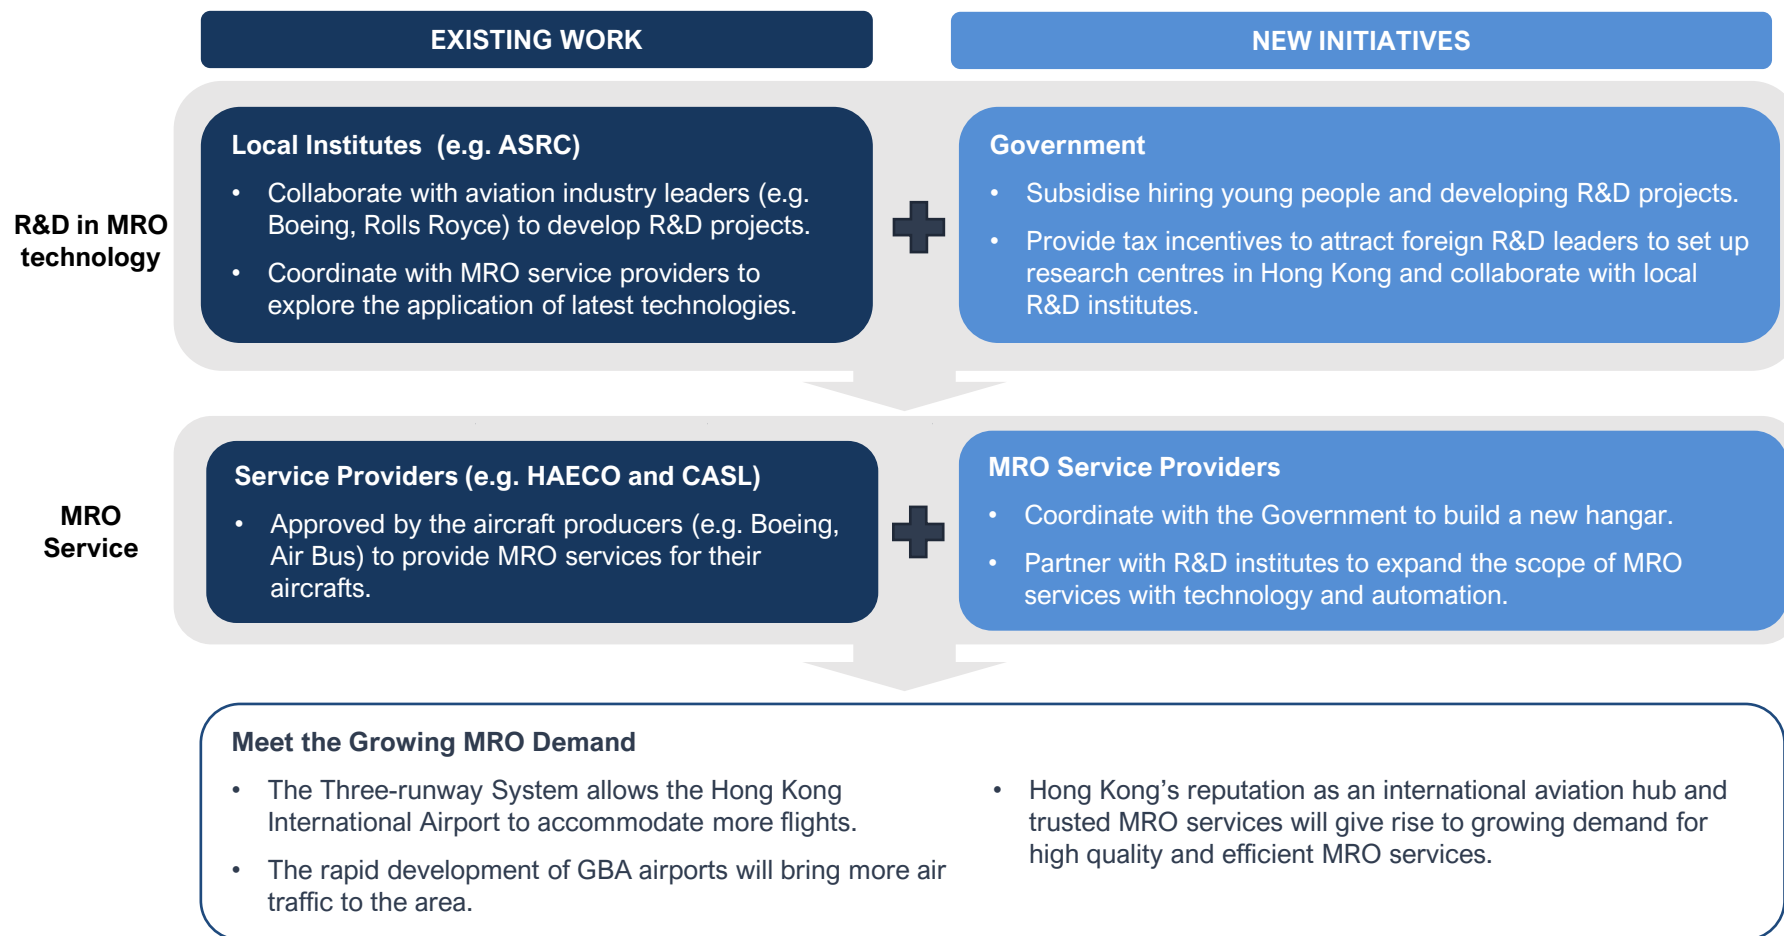 EXISTING WORK
NEW INITIATIVES
R&D in MRO
technology
Local Institutes  (e.g. ASRC)
• Collaborate with aviation industry leaders (e.g.
Boeing, Rolls Royce) to develop R&D projects.
• Coordinate with MRO service providers to
explore the application of latest technologies.
Government
• Subsidise hiring young people and developing R&D projects.
• Provide tax incentives to attract foreign R&D leaders to set up
research centres in Hong Kong and collaborate with local
R&D institutes.
MRO
Service
Service Providers (e.g. HAECO and CASL)
• Approved by the aircraft producers (e.g. Boeing,
Air Bus) to provide MRO services for their
aircrafts.
MRO Service Providers
• Coordinate with the Government to build a new hangar.
• Partner with R&D institutes to expand the scope of MRO
services with technology and automation.
Meet the Growing MRO Demand
• The Three-runway System allows the Hong Kong
International Airport to accommodate more flights.
• The rapid development of GBA airports will bring more air
traffic to the area.
• Hong Kong’s reputation as an international aviation hub and
trusted MRO services will give rise to growing demand for
high quality and efficient MRO services.